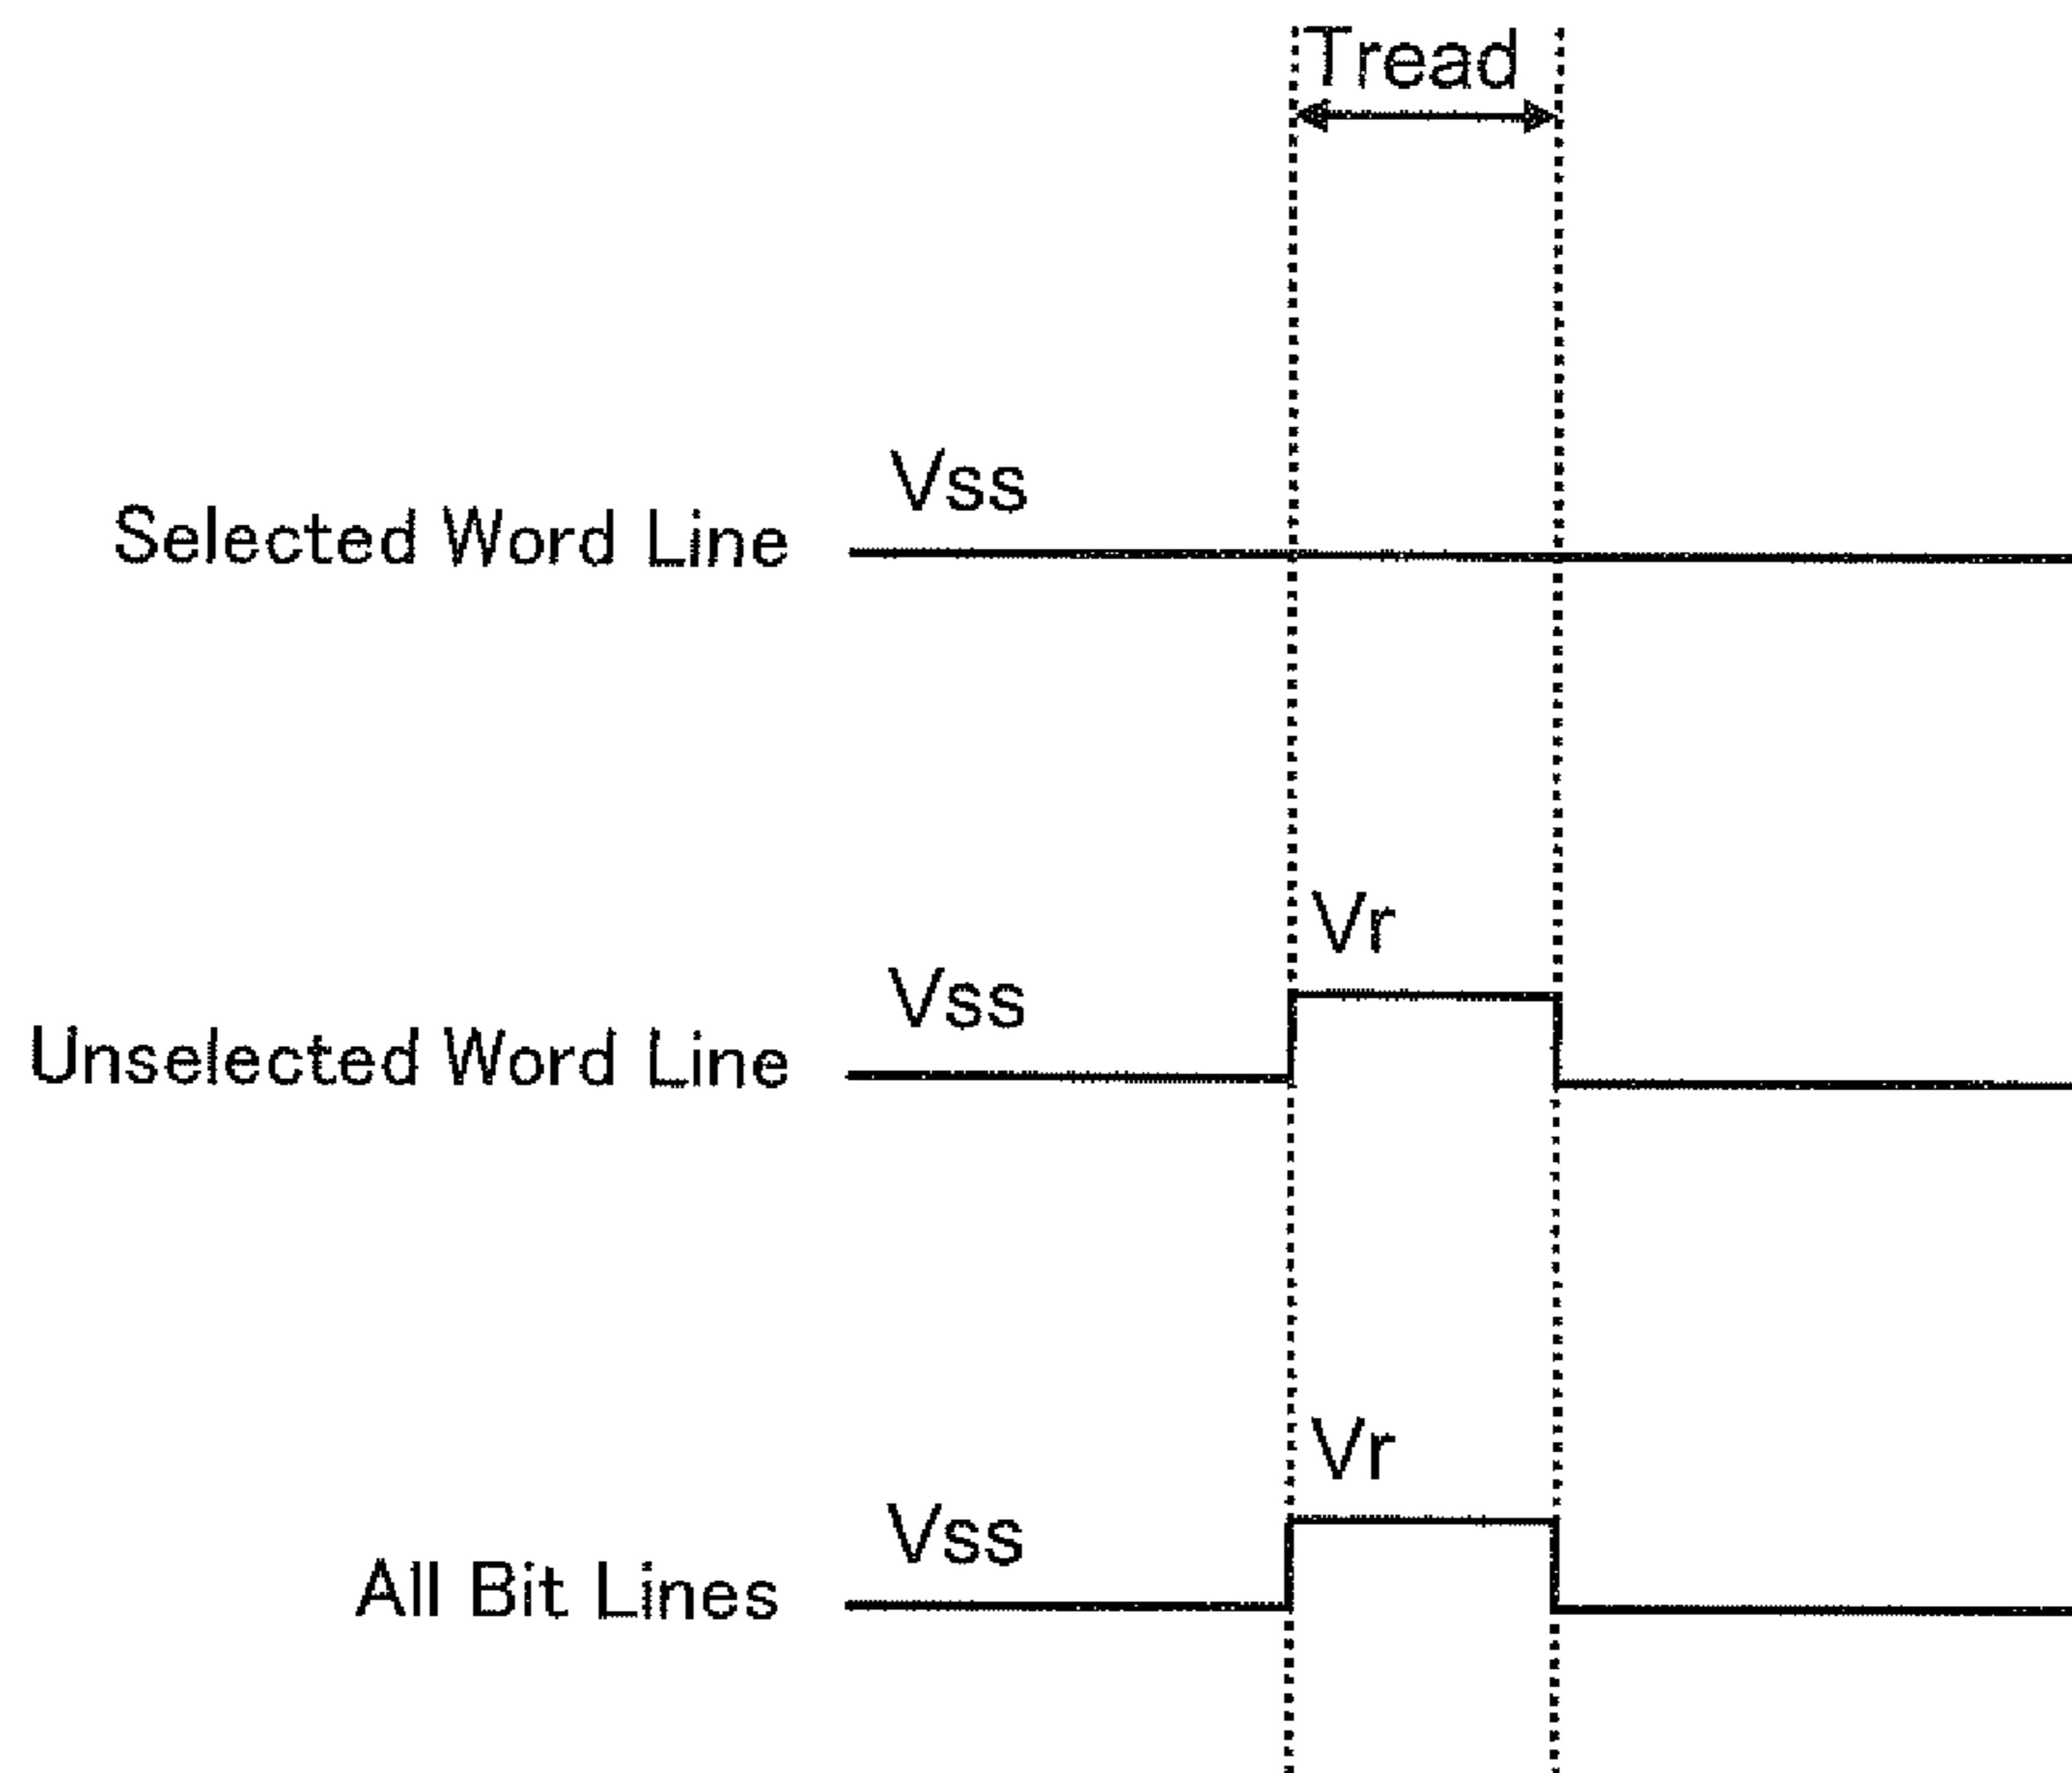 Tread
Vss
Selected Word Line
Vr
Vss
Unselected Word Line
Vr
Vss
All Bit Lines